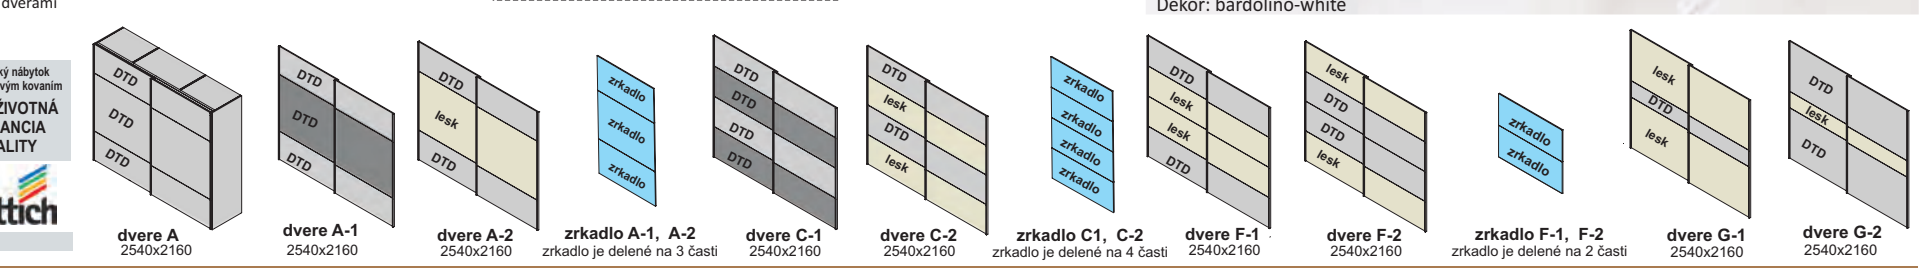 dverami
Dekor: bardolino-white
ký nábytok
vým kovaním
ŽIVOTNÁ
ANCIA
ALITY
ttich
DTD
DTD
DTD
dvere A
2540x2160
DTD
DTD
DTD
dvere A-1
2540x2160
DTD
lesk
DTD
dvere A-2
2540x2160
zrkadlo
zrkadlo
zrkadlo
zrkadlo A-1, A-2
zrkadlo je delené na 3 časti
DTD
DTD
DTD
DTD
dvere C-1
2540x2160
DTD
lesk
DTD
lesk
dvere C-2
2540x2160
zrkadlo
zrkadlo
zrkadlo
zrkadlo
zrkadlo C1, C-2
zrkadlo je delené na 4 časti
DTD
lesk
lesk
DTD
dvere F-1
2540x2160
lesk
DTD
DTD
lesk
dvere F-2
2540x2160
zrkadlo
zrkadlo
zrkadlo F-1, F-2
zrkadlo je delené na 2 časti
lesk
DTD
lesk
dvere G-1
2540x2160
DTD
lesk
DTD
dvere G-2
2540x2160